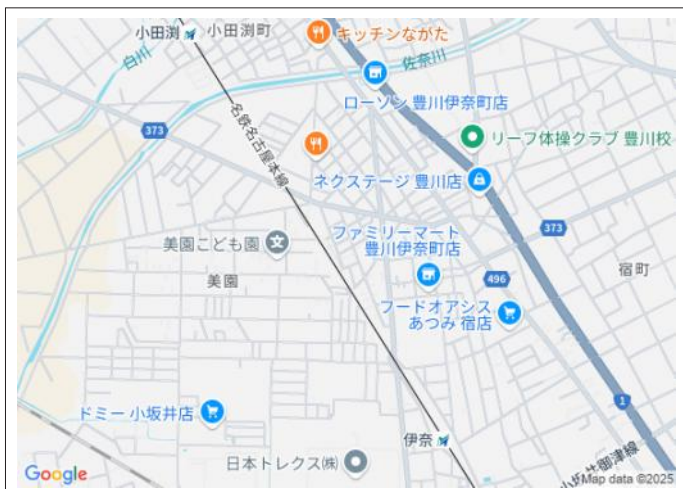 小田渕
小田渕町
キッチンながた
白川
佐奈川
ローソン 豊川伊奈町店
373
名鉄名古屋本線
リーフ体操クラブ 豊川校
ネクステージ 豊川店
ファミリーマート
豊川伊奈町店
373
美園こども園
美園
496
宿町
フードオアシス
あつみ 宿店
1
ドミー 小坂井店
伊奈
日本トレクス㈱
Google
Map data ©2025